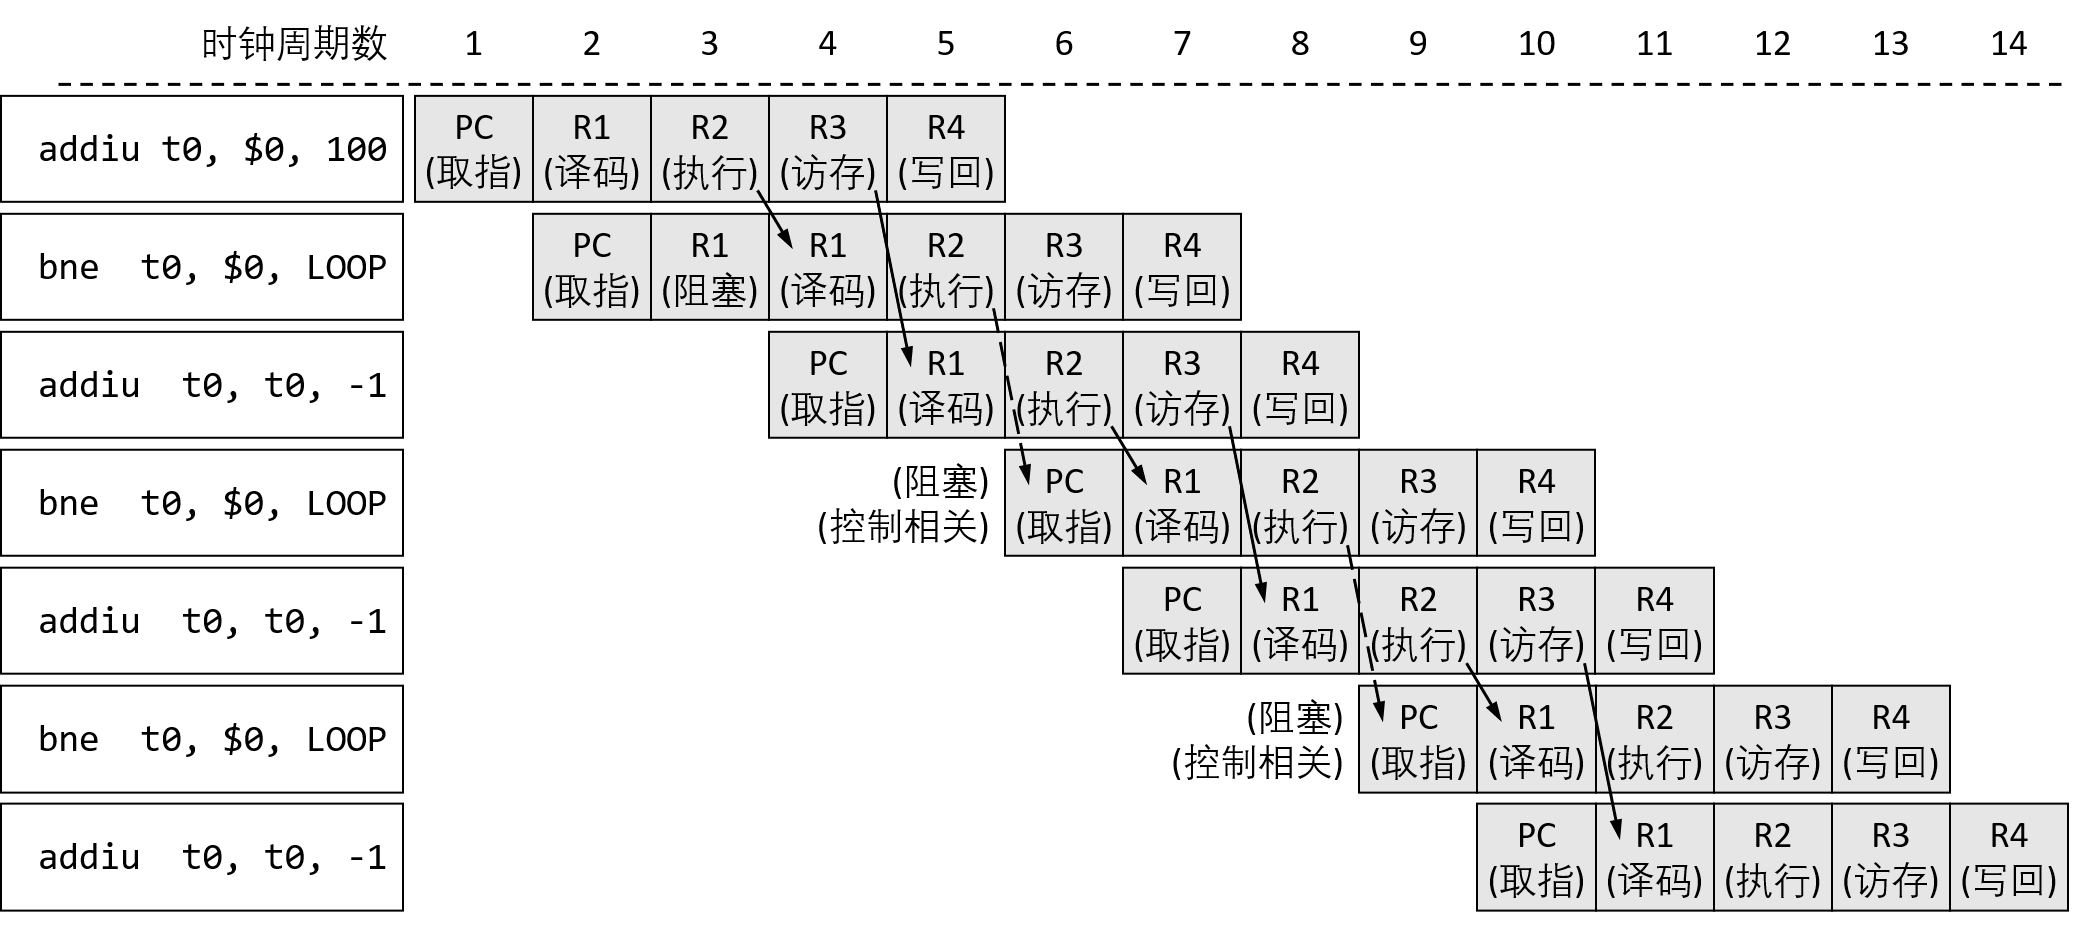 时钟周期数 1 2 3 4 5 6 7 8 9 10 11 12 13 14
addiu t0, $0, 100
PC R1 R2 R3 R4
(取指) (译码) (执行) (访存) (写回)
bne t0, $0, LOOP
PC R1 R1 R2 R3 R4
(取指) (阻塞) (译码) (执行) (访存) (写回)
addiu t0, t0, -1
PC R1 R2 R3 R4
(取指) (译码) (执行) (访存) (写回)
bne t0, $0, LOOP
(阻塞)
(控制相关)
PC R1 R2 R3 R4
(取指) (译码) (执行) (访存) (写回)
addiu t0, t0, -1
PC R1 R2 R3 R4
(取指) (译码) (执行) (访存) (写回)
bne t0, $0, LOOP
(阻塞)
(控制相关)
PC R1 R2 R3 R4
(取指) (译码) (执行) (访存) (写回)
addiu t0, t0, -1
PC R1 R2 R3 R4
(取指) (译码) (执行) (访存) (写回)